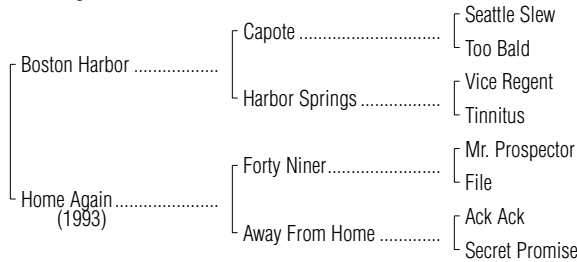 Seattle Slew
Capote ..............................
Too Bald
Boston Harbor ..................
Vice Regent
Harbor Springs .................
Tinnitus
Mr. Prospector
Forty Niner.....................
File
Home Again......................
(1993)
Ack Ack
Away From Home .............
Secret Promise